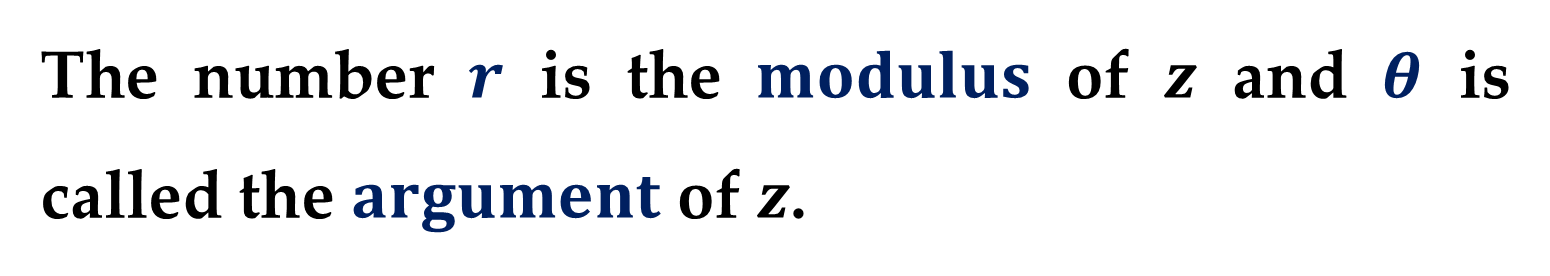 The number r is the modulus of z and θ is
called the argument of z.